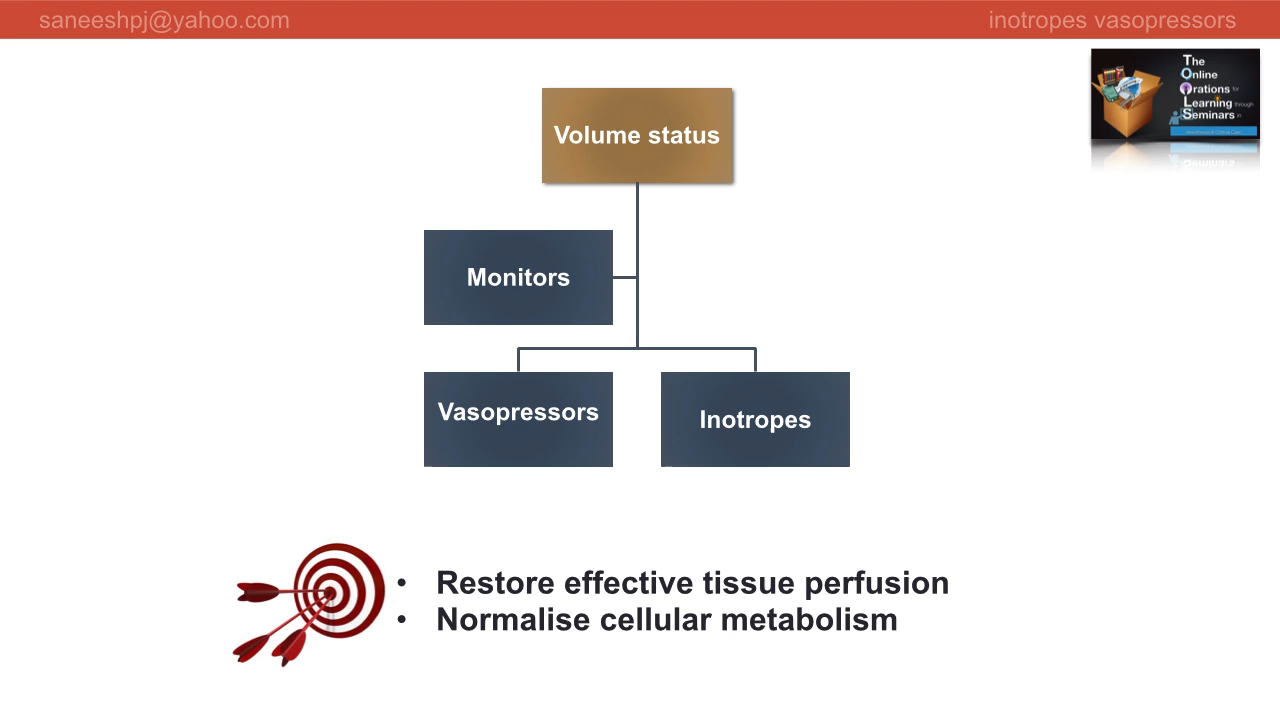 saneeshpj@yahoo.com
inotropes vasopressors
The
Online
Orations for
Learning through
Seminars in
Volume status
Monitors
Vasopressors
Inotropes
• Restore effective tissue perfusion
• Normalise cellular metabolism